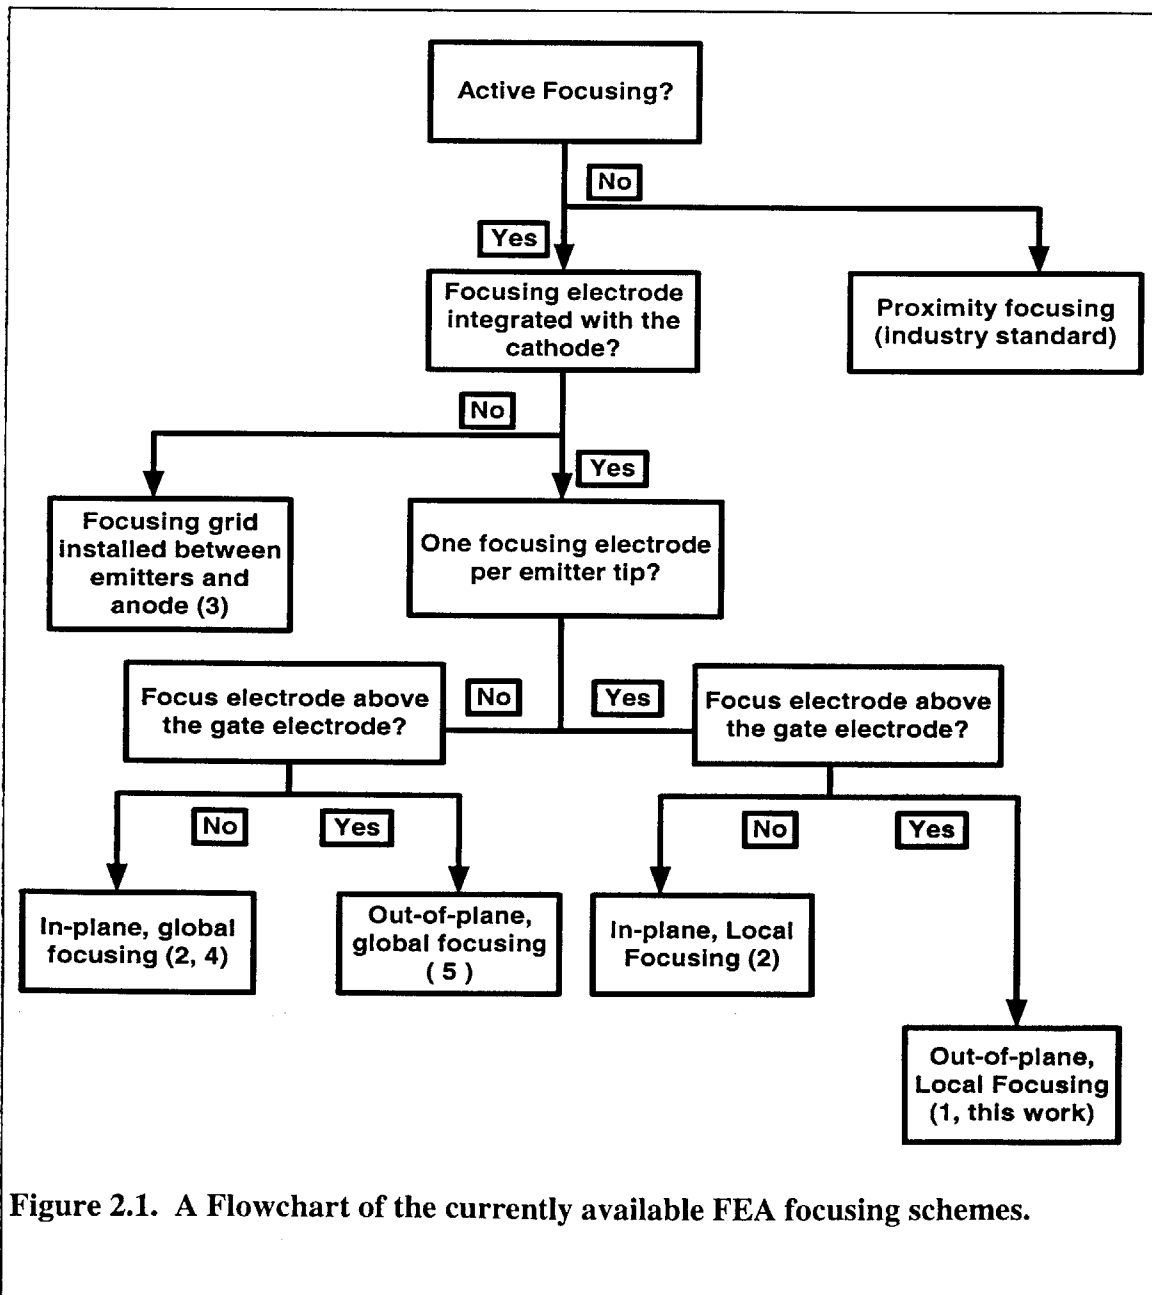 Active Focusing?
No
Yes
Focusing electrode
integrated with the
cathode?
Proximity focusing
(industry standard)
No
Yes
Focusing grid
installed between
emitters and
anode (3)
One focusing electrode
per emitter tip?
Focus electrode above
the gate electrode?
No
Yes
Focus electrode above
the gate electrode?
No
Yes
No
Yes
In-plane, global
focusing (2, 4)
Out-of-plane,
global focusing
( 5 )
In-plane, Local
Focusing (2)
Out-of-plane,
Local Focusing
(1, this work)
Figure 2.1. A Flowchart of the currently available FEA focusing schemes.